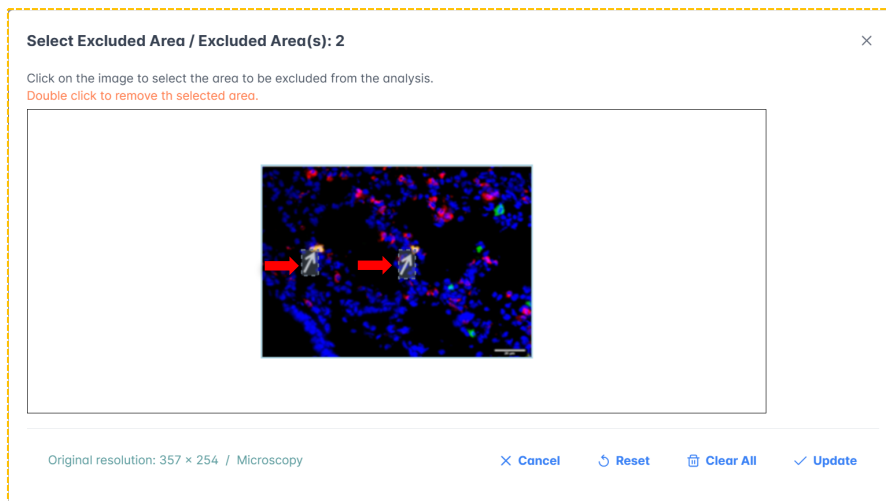 Select Excluded Area / Excluded Area(s): 2
Click on the image to select the area to be excluded from the analysis.
Double click to remove th selected area.
Original resolution: 357 × 254 / Microscopy
Cancel
Reset
Clear All
Update